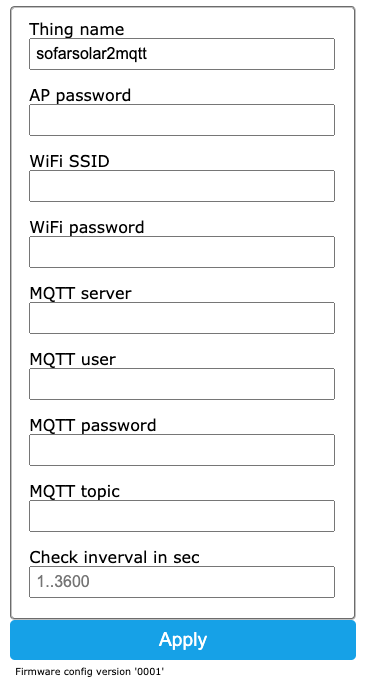 Thing name
sofarsolar2mqtt
AP password
WiFi SSID
WiFi password
MQTT server
MQTT user
MQTT password
MQTT topic
Check inverval in sec
1..3600
Apply
Firmware config version '0001'